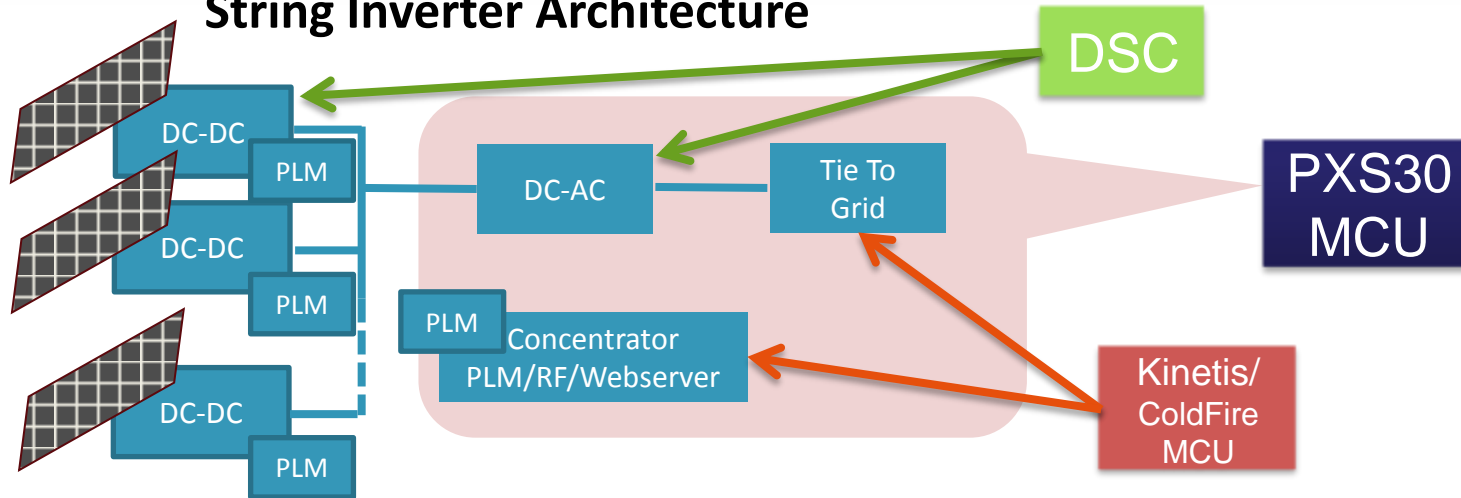 String Inverter Architecture
DSC
DC-DC
PLM
DC-AC
Tie To
Grid
PXS30
MCU
DC-DC
PLM
PLM
Concentrator
PLM/RF/Webserver
Kinetis/
ColdFire
MCU
DC-DC
PLM